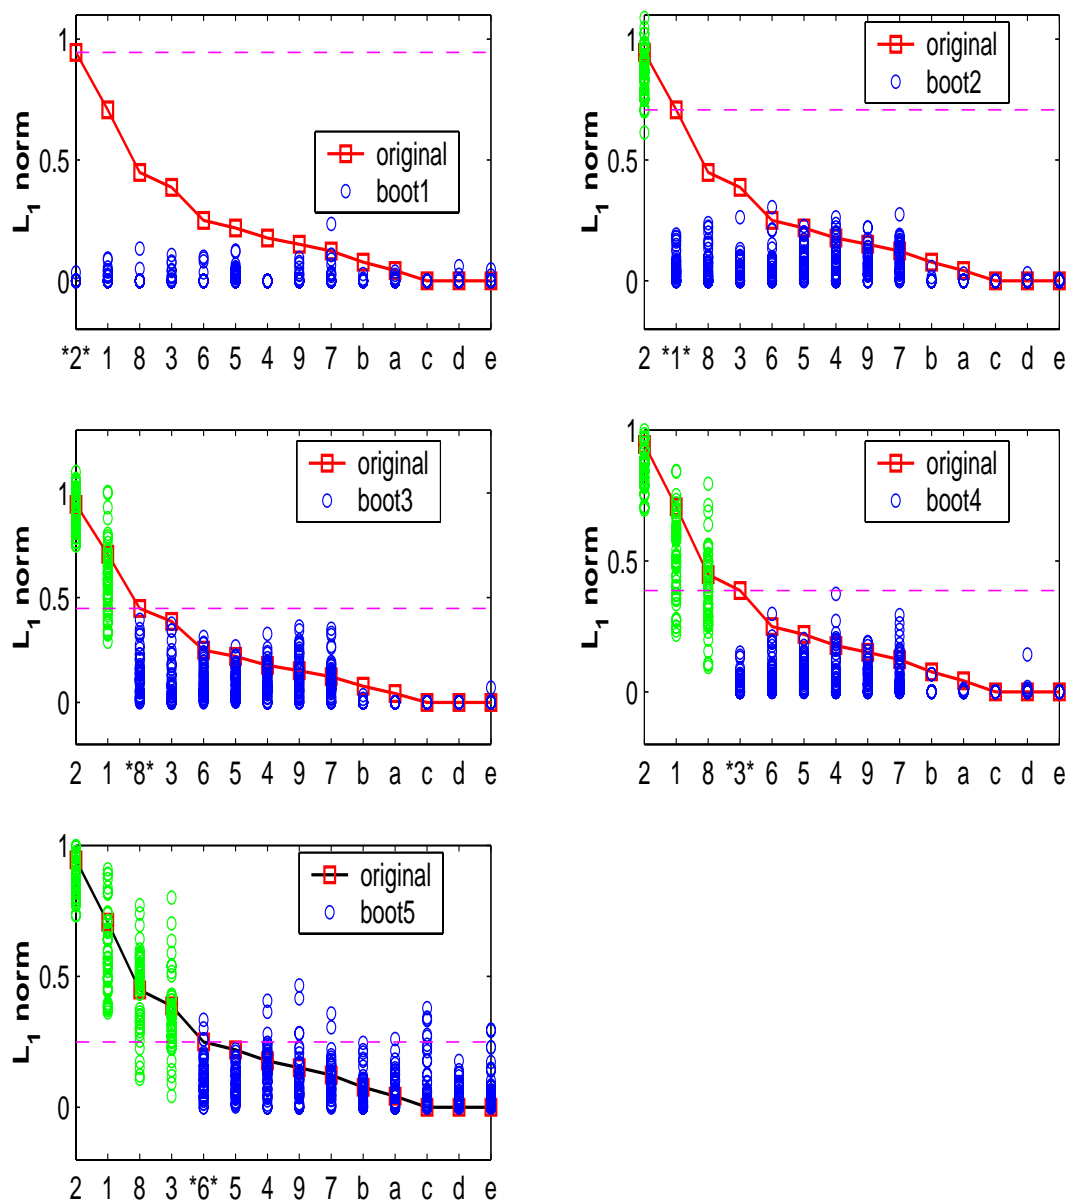 1
0.5
0
L1 norm
original
boot1
*2* 1 8 3 6 5 4 9 7 b a c d e
1
0.5
0
L1 norm
original
boot2
2 *1* 8 3 6 5 4 9 7 b a c d e
1
0.5
0
L1 norm
original
boot3
2 1 *8* 3 6 5 4 9 7 b a c d e
1
0.5
0
L1 norm
original
boot4
2 1 8 *3* 6 5 4 9 7 b a c d e
1
0.5
0
L1 norm
original
boot5
2 1 8 3 *6* 5 4 9 7 b a c d e